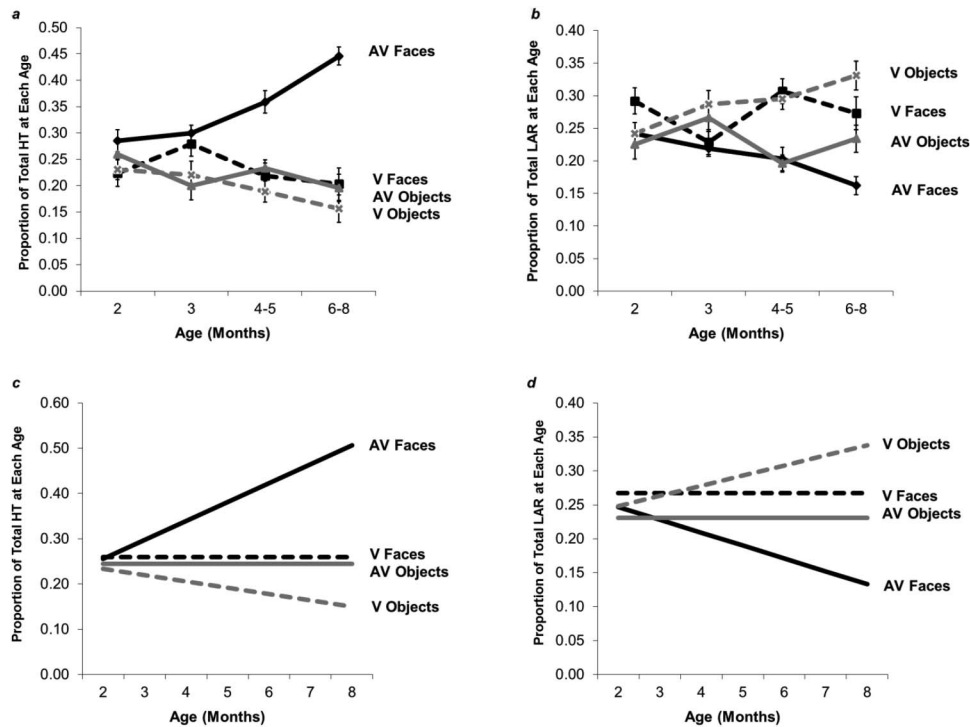 a
Proportion of Total HT at Each Age
0.50
0.45
0.40
0.35
0.30
0.25
0.20
0.15
0.10
0.05
0.00
AV Faces
V Faces
AV Objects
V Objects
2 3 4-5 6-8
Age (Months)
b
Prooprtion of Total LAR at Each Age
0.40
0.35
0.30
0.25
0.20
0.15
0.10
0.05
0.00
V Objects
V Faces
AV Objects
AV Faces
2 3 4-5 6-8
Age (Months)
c
Proportion of Total HT at Each Age
0.60
0.50
0.40
0.30
0.20
0.10
0.00
AV Faces
V Faces
AV Objects
V Objects
2 3 4 5 6 7 8
Age (Months)
d
Proportion of Total LAR at Each Age
0.40
0.35
0.30
0.25
0.20
0.15
0.10
0.05
0.00
V Objects
V Faces
AV Objects
AV Faces
2 3 4 5 6 7 8
Age (Months)